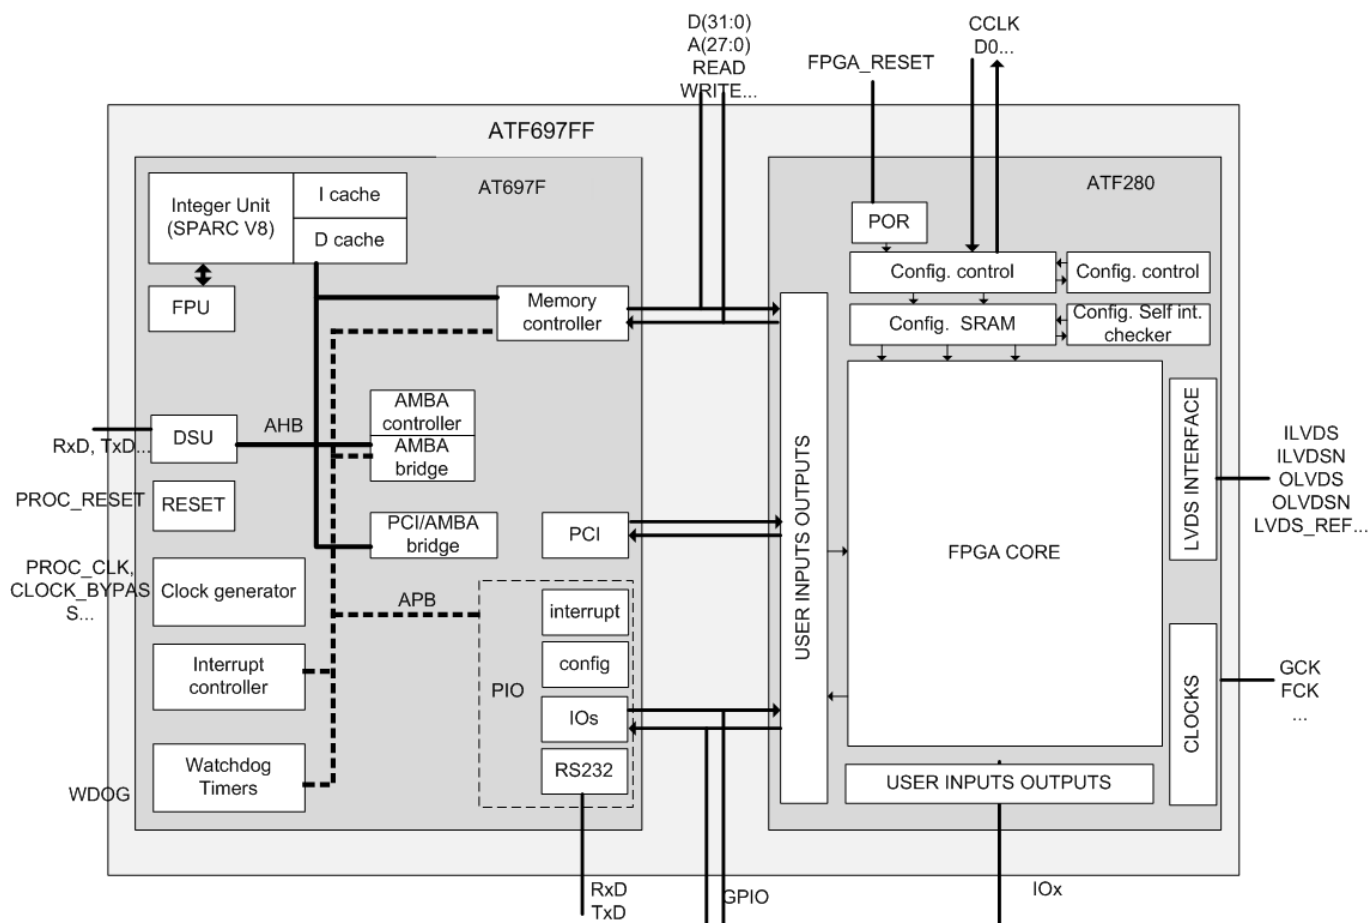 D(31:0)
A(27:0)
READ
WRITE...
FPGA_RESET
CCLK
D0...
ATF697FF
AT697F
Integer Unit
(SPARC V8)
I cache
D cache
FPU
Memory
controller
AMBA
controller
AMBA
bridge
AHB
DSU
RxD, TxD...
PROC_RESET
RESET
PCI/AMBA
bridge
PCI
PROC_CLK,
CLOCK_BYPAS
S...
Clock generator
APB
interrupt
config
PIO
IOs
RS232
Interrupt
controller
Watchdog
Timers
WDOG
RxD
TxD
GPIO
ATF280
POR
Config. control
Config. control
Config. SRAM
Config. Self int.
checker
USER INPUTS OUTPUTS
FPGA CORE
LVDS INTERFACE
CLOCKS
USER INPUTS OUTPUTS
ILVDS
ILVDSN
OLVDS
OLVDSN
LVDS_REF...
GCK
FCK
...
IOx